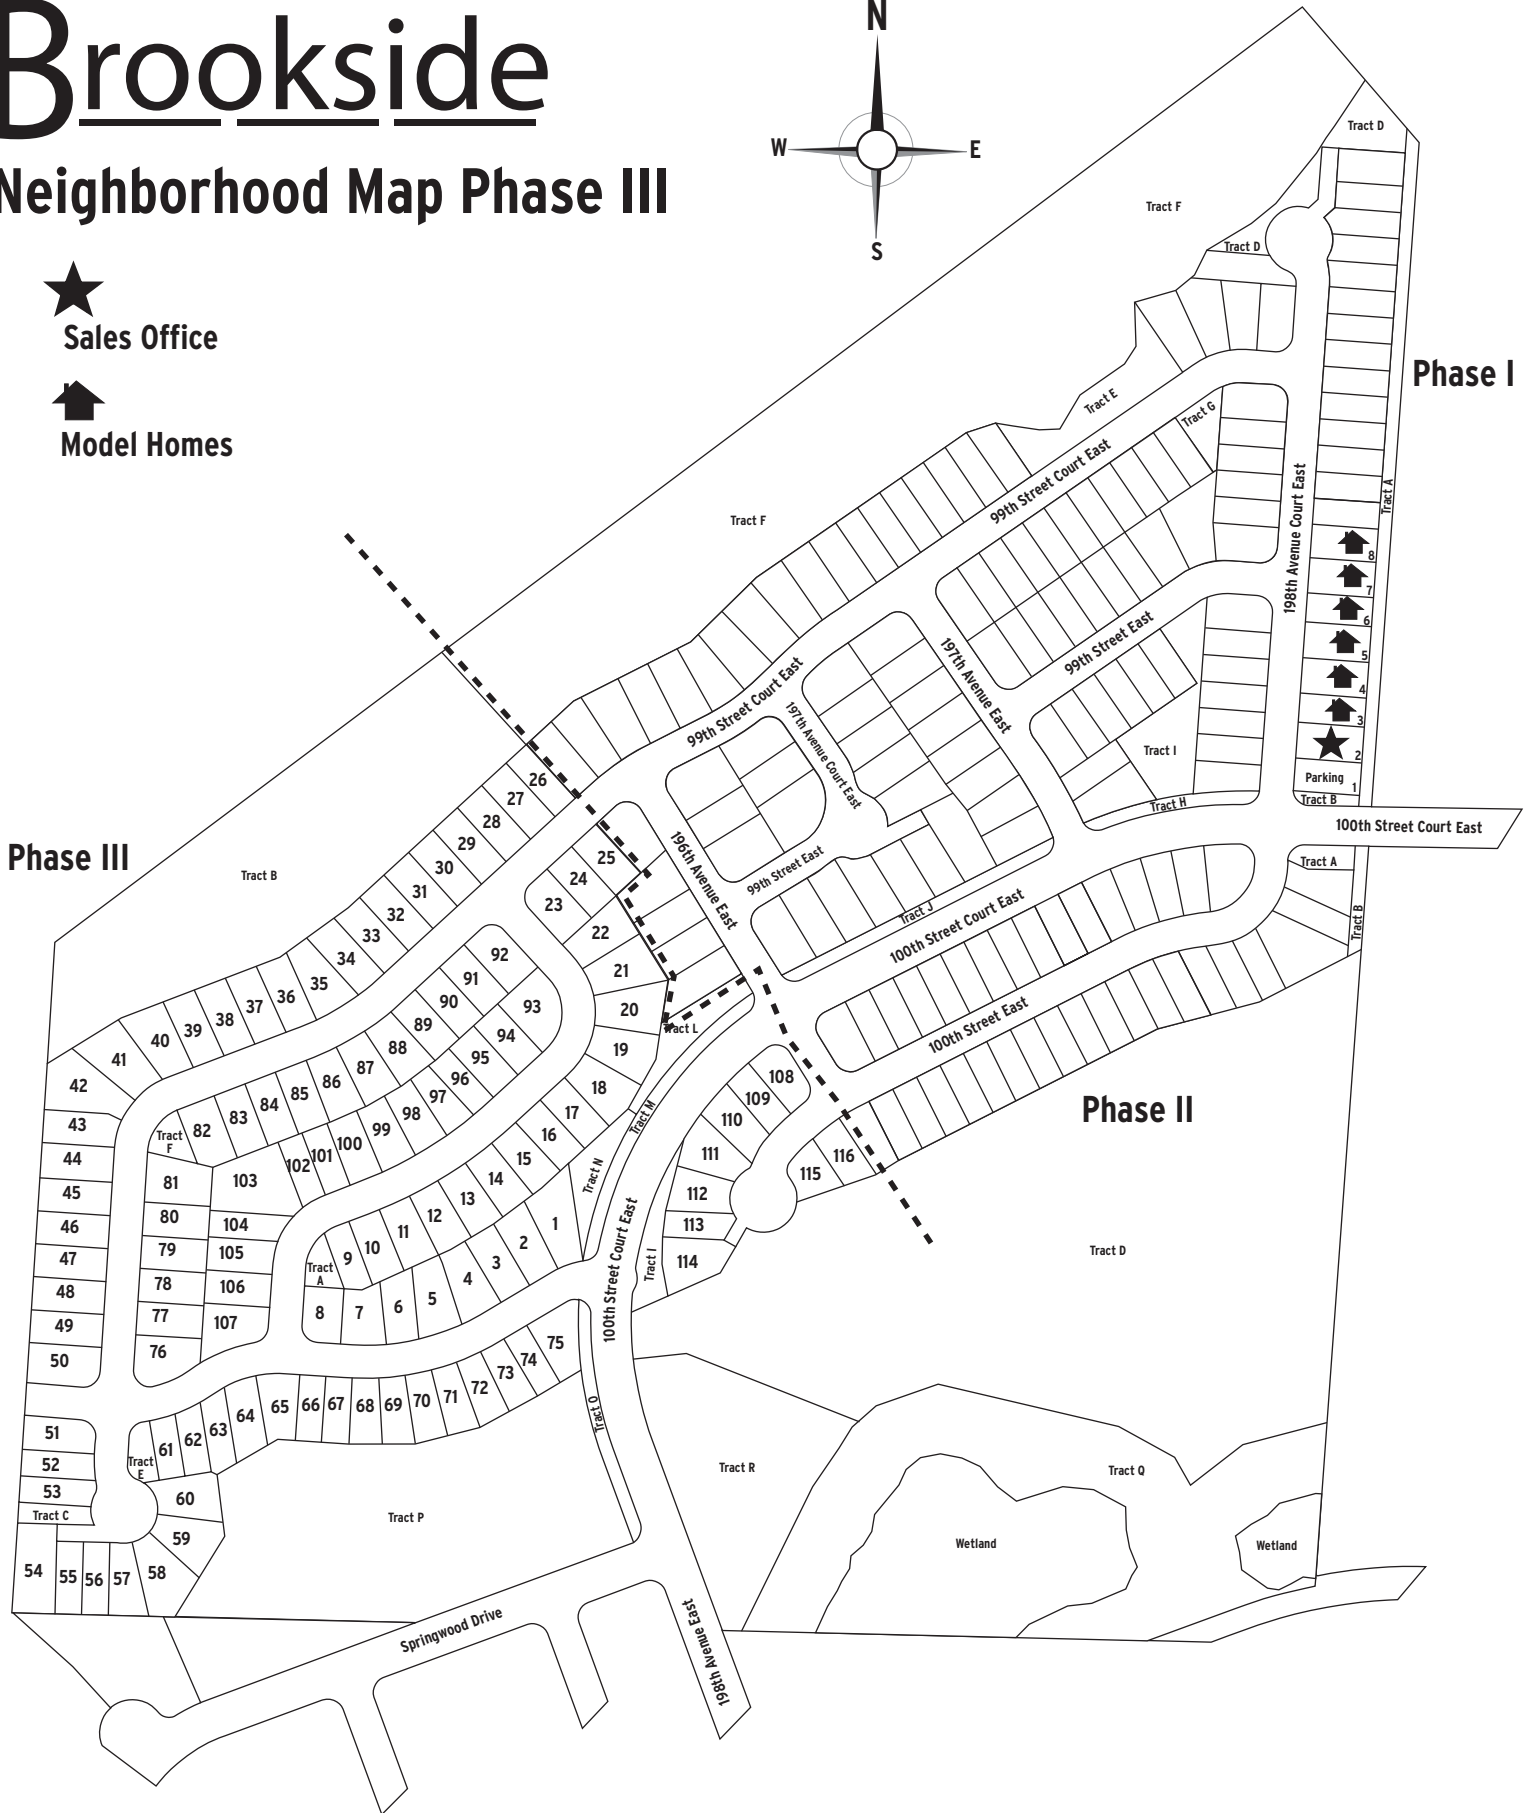 Brookside
Neighborhood Map Phase III
N
W
E
S
Sales Office
Model Homes
Phase I
Phase II
Phase III
Tract D
Tract F
Tract D
Tract E
Tract G
Tract F
Tract A
99th Street Court East
198th Avenue Court East
8
7
6
5
4
3
2
Parking 1
Tract B
100th Street Court East
Tract A
Tract B
99th Street East
197th Avenue East
Tract I
Tract H
99th Street Court East
197th Avenue Court East
196th Avenue East
99th Street East
Tract J
100th Street Court East
100th Street East
Tract B
26
27
28
29
30
31
32
33
34
35
36
37
38
39
40
41
42
43
44
45
46
47
48
49
50
51
52
53
Tract C
54
55
56
57
58
59
60
Tract
E
61
62
63
64
65
66
67
68
69
70
71
72
73
74
75
25
24
23
22
21
20
19
18
17
16
15
14
13
12
11
10
9
Tract
A
8
7
6
5
4
3
2
1
92
91
90
89
88
87
86
85
84
83
82
Tract
F
81
80
79
78
77
76
93
94
95
96
97
98
99
100
101
102
103
104
105
106
107
Tract L
Tract M
Tract N
108
109
110
111
112
113
114
115
116
Tract I
100th Street Court East
Tract O
Tract D
Tract P
Tract R
Tract Q
Wetland
Wetland
Springwood Drive
198th Avenue East